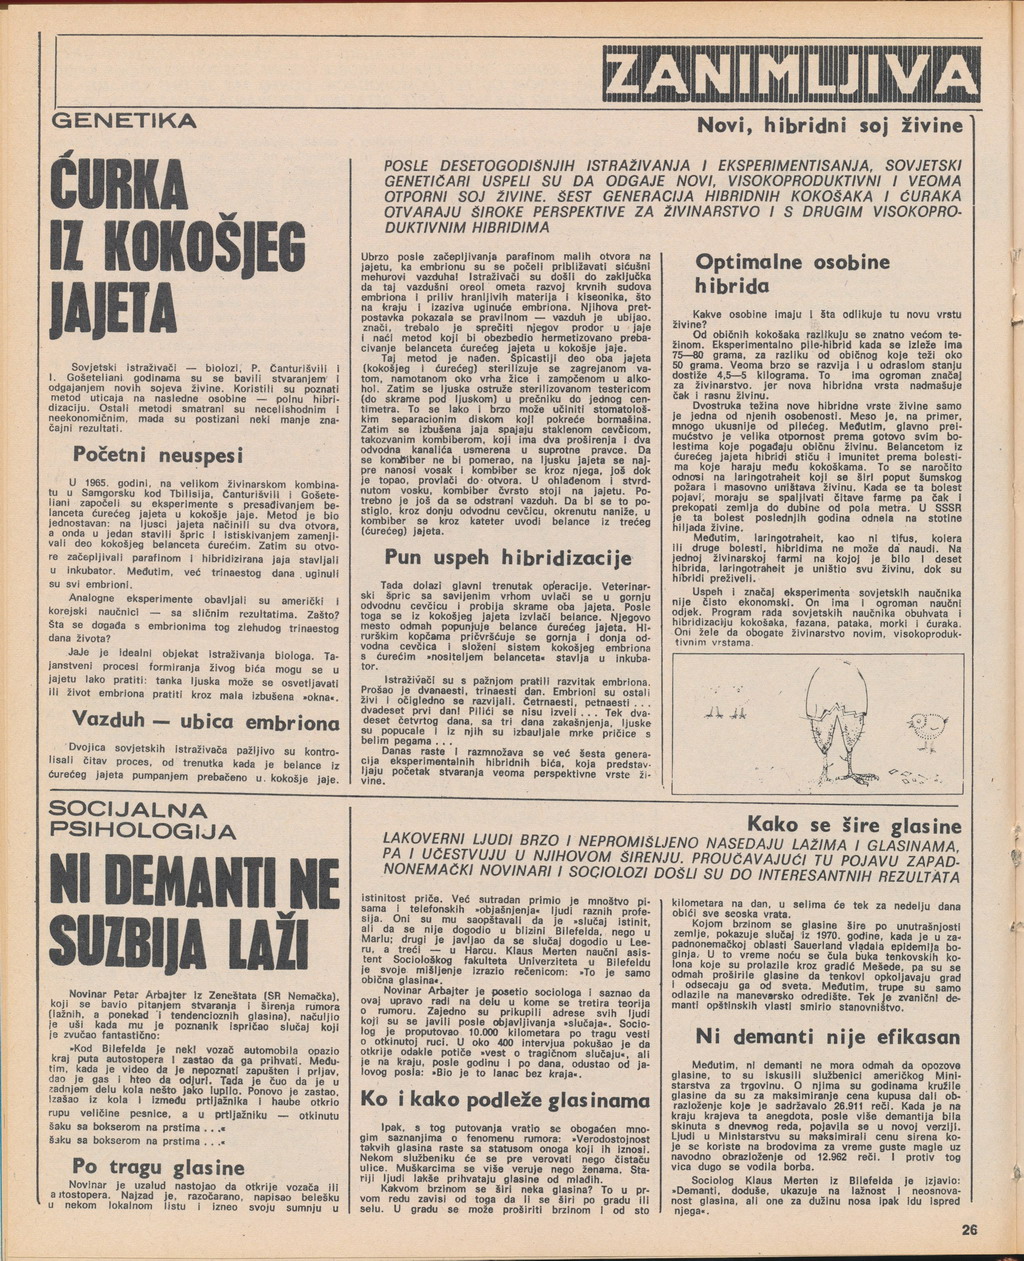 ZANIMLJIVA
GENETIKA
Novi, hibridni soj živine
ĆURKA
IZ KOKOŠJEG
JAJETA
POSLE DESETOGODIŠNJIH ISTRAŽIVANJA I EKSPERIMENTISANJA, SOVJETSKI
GENETIČARI USPELI SU DA ODGAJE NOVI, VISOKOPRODUKTIVNI I VEOMA
OTPORNI SOJ ŽIVINE. ŠEST GENERACIJA HIBRIDNIH KOKOŠAKA I ĆURAKA
OTVARAJU ŠIROKE PERSPEKTIVE ZA ŽIVINARSTVO I S DRUGIM VISOKOPRO-
DUKTIVNIM HIBRIDIMA
Sovjetski istraživači — biolozi, P. Čanturišvili i
I. Gošeteliani godinama su se bavili stvaranjem i
odgajanjem novih sojeva živine. Koristili su poznati
metod uticaja na nasledne osobine — polnu hibri-
dizaciju. Ostali metodi smatrani su necelishodnim i
neekonomičnim, mada su postizani neki manje zna-
čajni rezultati.
Početni neuspesi
U 1965. godini, na velikom živinarskom kombina-
tu u Samgorsku kod Tbilisija, Čanturišvili i Gošete-
liani započeli su eksperimente s presađivanjem be-
lanceta ćurećeg jajeta u kokošje jaje. Metod je bio
jednostavan: na ljusci jajeta načinili su dva otvora,
a onda u jedan stavili špric i istiskivanjem zamenji-
vali deo kokošjeg belanceta ćurećim. Zatim su otvo-
re začepljivali parafinom i hibridizirana jaja stavljali
u inkubator. Međutim, već trinaestog dana uginuli
su svi embrioni.
Analogne eksperimente obavljali su američki i
korejski naučnici — sa sličnim rezultatima. Zašto?
Šta se događa s embrionima tog zlehudog trinaestog
dana života?
Jaje je idealni objekat istraživanja biologa. Ta-
janstveni procesi formiranja živog bića mogu se u
jajetu lako pratiti: tanka ljuska može se osvetljavati
ili život embriona pratiti kroz mala izbušena »okna«.
Vazduh — ubica embriona
Dvojica sovjetskih istraživača pažljivo su kontro-
lisali čitav proces, od trenutka kada je belance iz
ćurećeg jajeta pumpanjem prebačeno u kokošje jaje.
Ubrzo posle začepljivanja parafinom malih otvora na
jajetu, ka embrionu su se počeli približavati sićušni
mehurovi vazduha! Istraživači su došli do zaključka
da taj vazdušni oreol ometa razvoj krvnih sudova
embriona i priliv hranljivih materija i kiseonika, što
na kraju i izaziva uginuće embriona. Njihova pret-
postavka pokazala se pravilnom — vazduh je ubijao.
znači, trebalo je sprečiti njegov prodor u jaje
i naći metod koji bi obezbedio hermetizovano preba-
civanje belanceta ćurećeg jajeta u kokošje jaje.
Taj metod je nađen. Špicastiji deo oba jajeta
(kokošjeg i ćurećeg) sterilizuje se zagrejanom va-
tom, namotanom oko vrha žice i zamočenom u alko-
hol. Zatim se ljuska ostruže sterilizovanom testericom
(do skrame pod ljuskom) u prečniku do jednog cen-
timetra. To se lako i brzo može učiniti stomatološ-
kim separacionim diskom koji pokreće bormašina.
Zatim se izbušena jaja spajaju staklenom cevčicom,
takozvanim kombiberom, koji ima dva proširenja i dva
odvodna kanalića usmerena u suprotne pravce. Da
se kombiber ne bi pomerao, na ljusku jajeta se naj-
pre nanosi vosak i kombiber se kroz njega, još dok
je topao, provlači do otvora. U ohlađenom i stvrd-
nutom vosku, kombiber čvrsto stoji na jajetu. Po-
trebno je još da se odstrani vazduh. Da bi se to po-
stiglo, kroz donju odvodnu cevčicu, okrenutu naniže, u
kombiber se kroz kateter uvodi belance iz trećeg
(ćurećeg) jajeta.
Pun uspeh hibridizacije
Tada dolazi glavni trenutak operacije. Veterinar-
ski špric sa savijenim vrhom uvlači se u gornju
odvodnu cevčicu i probija skrame oba jajeta. Posle
toga se iz kokošjeg jajeta izvlači belance. Njegovo
mesto odmah popunjuje belance ćurećeg jajeta. Hi-
rurškim kopčama pričvršćuje se gornja i donja od-
vodna cevčica i složeni sistem kokošjeg embriona
s ćurećim »nositeljem belanceta« stavlja u inkuba-
tor.
Istraživači su s pažnjom pratili razvitak embriona.
Prošao je dvanaesti, trinaesti dan. Embrioni su ostali
živi i očigledno se razvijali. Četrnaesti, petnaesti . . .
dvadeset prvi dan! Pilići se nisu izveli . . . Tek dva-
deset četvrtog dana, sa tri dana zakašnjenja, ljuske
su popucale i iz njih su izbauljale mrke pričice s
belim pegama . . .
Danas raste i razmnožava se već šesta genera-
cija eksperimentalnih hibridnih bića, koja predstav-
ljaju početak stvaranja veoma perspektivne vrste ži-
vine.
Optimalne osobine
hibrida
Kakve osobine imaju i šta odlikuje tu novu vrstu
živine?
Od običnih kokošaka razlikuju se znatno većom te-
žinom. Eksperimentalno pile-hibrid kada se izleže ima
75—80 grama, za razliku od običnog koje teži oko
50 grama. Veoma brzo se razvija i u odraslom stanju
dostiže 4,5—5 kilograma. To ima ogroman značaj
za živinarstvo, jer nova hibridna vrsta nadmašuje
čak i rasnu živinu.
Dvostruka težina nove hibridne vrste živine samo
je jedna od njenih osobenosti. Meso je, na primer,
mnogo ukusnije od pilećeg. Međutim, glavno prei-
mućstvo je velika otpornost prema gotovo svim bo-
lestima koje pogađaju običnu živinu. Belancetom iz
ćurećeg jajeta hibridi stiču i imunitet prema bolesti-
ma koje haraju među kokoškama. To se naročito
odnosi na laringotraheit koji se širi poput šumskog
požara i masovno uništava živinu. Kada se ta bolest
pojavi, moraju se spaljivati čitave farme pa čak i
prekopati zemlja do dubine od pola metra. U SSSR
je ta bolest poslednjih godina odnela na stotine
hiljada živine.
Međutim, laringotraheit, kao ni tifus, kolera
ili druge bolesti, hibridima ne može da naudi. Na
jednoj živinarskoj farmi na kojoj je bilo i deset
hibrida, laringotraheit je uništio svu živinu, dok su
hibridi preživeli.
Uspeh i značaj eksperimenta sovjetskih naučnika
nije čisto ekonomski. On ima i ogroman naučni
odjek. Program rada sovjetskih naučnika obuhvata i
hibridizaciju kokošaka, fazana, pataka, morki i ćuraka.
Oni žele da obogate živinarstvo novim, visokoproduk-
tivnim vrstama.
SOCIJALNA
PSIHOLOGIJA
Kako se šire glasine
NI DEMANTI NE
SUZBIJA LAŽI
LAKOVERNI LJUDI BRZO I NEPROMIŠLJENO NASEDAJU LAŽIMA I GLASINAMA,
PA I UČESTVUJU U NJIHOVOM ŠIRENJU. PROUČAVAJUĆI TU POJAVU ZAPAD-
NONEMAČKI NOVINARI I SOCIOLOZI DOŠLI SU DO INTERESANTNIH REZULTATA
Novinar Petar Arbajter iz Zeneštata (SR Nemačka),
koji se bavio pitanjem stvaranja i širenja rumora
(lažnih, a ponekad i tendencioznih glasina), načuljio
je uši kada mu je poznanik ispričao slučaj koji
je zvučao fantastično:
»Kod Bilefelda je neki vozač automobila opazio
kraj puta autostopera i zastao da ga prihvati. Među-
tim, kada je video da je nepoznati zapušten i prljav,
dao je gas i hteo da odjuri. Tada je čuo da je u
zadnjem delu kola nešto jako lupilo. Ponovo je zastao,
izašao iz kola i između prtljažnika i haube otkrio
rupu veličine pesnice, a u prtljažniku — otkinutu
šaku sa bokserom na prstima . . .«
šaku sa bokserom na prstima . . .«
Po tragu glasine
Novinar je uzalud nastojao da otkrije vozača ili
autostopera. Najzad je, razočarano, napisao belešku
u nekom lokalnom listu i izneo svoju sumnju u
istinitost priče. Već sutradan primio je mnoštvo pi-
sama i telefonskih »objašnjenja« ljudi raznih profe-
sija. Oni su mu saopštavali da je »slučaj istinit,
ali da se nije dogodio u blizini Bilefelda, nego u
Marlu; drugi je javljao da se slučaj dogodio u Lee-
ru, a treći — u Harcu. Klaus Merten naučni asis-
tent Sociološkog fakulteta Univerziteta u Bilefeldu
je svoje mišljenje izrazio rečenicom: »To je samo
obična glasina«.
Novinar Arbajter je posetio sociologa i saznao da
ovaj upravo radi na delu u kome se tretira teorija
o rumoru. Zajedno su prikupili adrese svih ljudi
koji su se javili posle objavljivanja »slučaja«. Socio-
log je proputovao 10.000 kilometara po tragu vesti
o otkinutoj ruci. U oko 400 intervjua pokušao je da
otkrije odakle potiče »vest o tragičnom slučaju«, ali
je na kraju, posle godinu i po dana, odustao od ja-
lovog posla: »Bio je to lanac bez kraja«.
Ko i kako podleže glasinama
Ipak, s tog putovanja vratio se obogaćen mno-
gim saznanjima o fenomenu rumora: »Verodostojnost
takvih glasina raste sa statusom onoga koji ih iznosi.
Nekom službeniku će se pre verovati nego čistaču
ulice. Muškarcima se više veruje nego ženama. Sta-
riji ljudi lakše prihvataju glasine od mlađih.
Kakvom brzinom se širi neka glasina? To u pr-
vom redu zavisi od toga da li se širi po gradu ili
selu. U gradu se može proširiti brzinom i od sto
kilometara na dan, u selima će tek za nedelju dana
obići sve seoska vrata.
Kojom brzinom se glasine šire po unutrašnjosti
zemlje, pokazuje slučaj iz 1970. godine, kada je u za-
padnonemačkoj oblasti Sauerland vladala epidemija bo-
ginja. U to vreme noću se čula buka tenkovskih ko-
lona koje su prolazile kroz gradić Mešede, pa su se
odmah proširile glasine da tenkovi opkoljavaju grad
i odsecaju ga od sveta. Međutim, trupe su samo
odlazile na manevarsko odredište. Tek je zvanični de-
manti opštinskih vlasti smirio stanovništvo.
Ni demanti nije efikasan
Međutim, ni demanti ne mora odmah da opozove
glasine, to su iskusili službenici američkog Mini-
starstva za trgovinu. O njima su godinama kružile
glasine da su za maksimiranje cena kupusa dali ob-
razloženje koje je sadržavalo 26.911 reči. Kada je na
kraju krajeva ta anegdota, posle više demantija bila
skinuta s dnevnog reda, pojavila se u novoj verziji.
Ljudi u Ministarstvu su maksimirali cenu sirena ko-
je se koriste na brodovima za vreme guste magle uz
navodno obrazloženje od 12.962 reči. I protiv tog
vica dugo se vodila borba.
Sociolog Klaus Merten iz Bilefelda je izjavio:
»Demanti, doduše, ukazuje na lažnost i neosnova-
nost glasina, ali one za dužinu nosa ipak idu ispred
njega«.
26